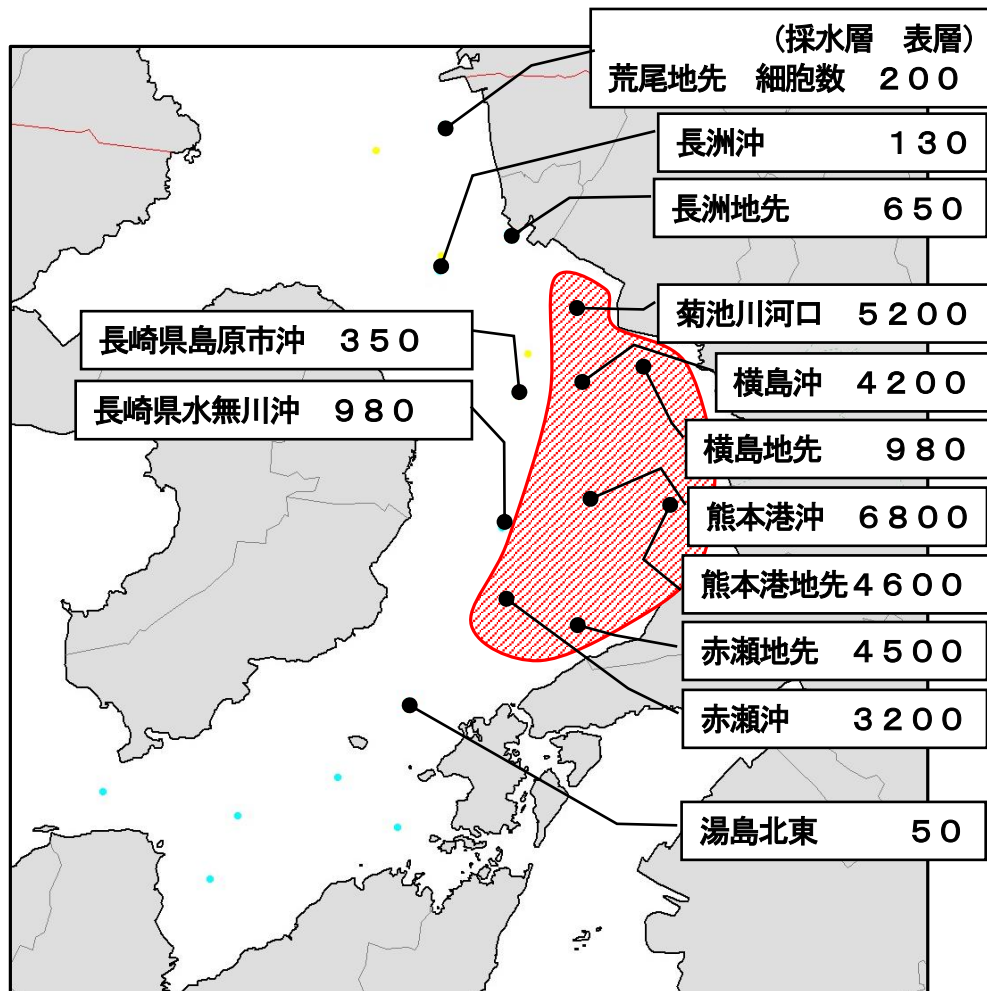 （採水層　表層）
荒尾地先　細胞数　２００
長洲沖　１３０
長洲地先　６５０
菊池川河口　５２００
長崎県島原市沖　３５０
横島沖　４２００
長崎県水無川沖　９８０
横島地先　９８０
熊本港沖　６８００
熊本港地先４６００
赤瀬地先　４５００
赤瀬沖　３２００
湯島北東　５０